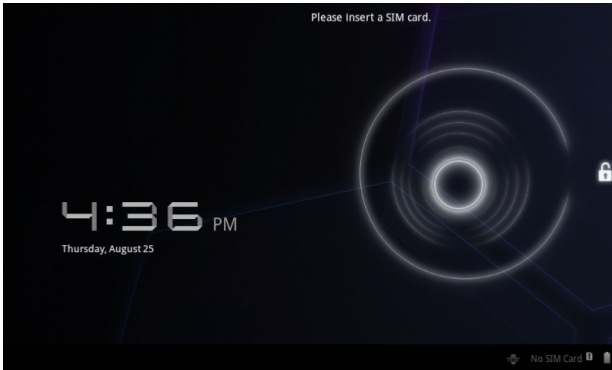 Please insert a SIM card.
4:36 PM
Thursday, August 25
No SIM Card